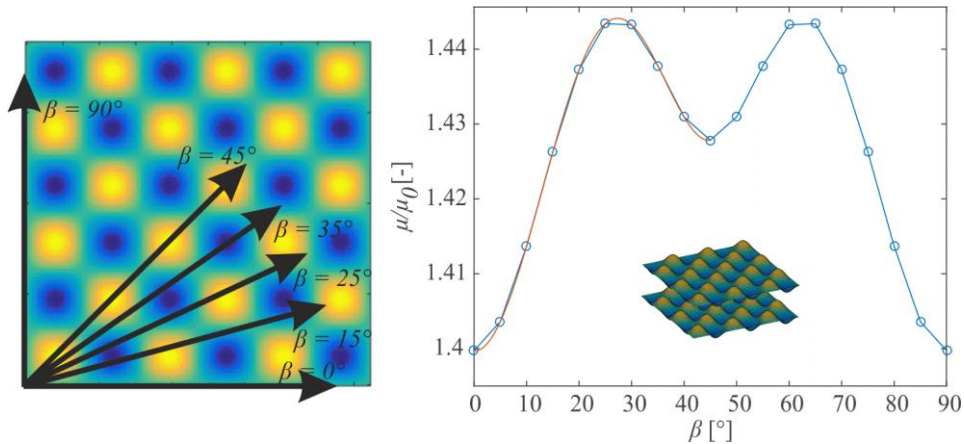 β = 90°
β = 45°
β = 35°
β = 25°
β = 15°
β = 0°
μ/μ0 [-]
1.44
1.43
1.42
1.41
1.4
0 10 20 30 40 50 60 70 80 90
β [°]